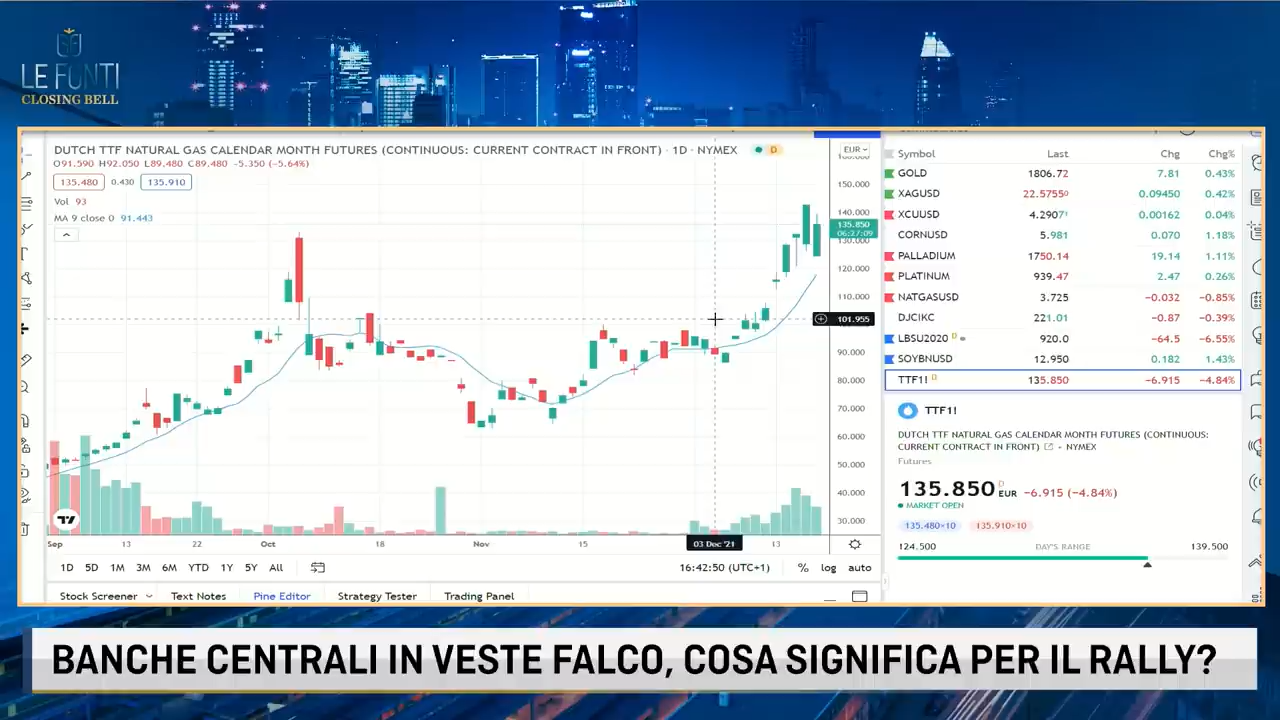 LE FONTI
CLOSING BELL
DUTCH TTF NATURAL GAS CALENDAR MONTH FUTURES (CONTINUOUS: CURRENT CONTRACT IN FRONT) · 1D · NYMEX D
O91.590 H92.050 L89.480 C89.480 -5.350 (-5.64%)
135.480 0.430 135.910
Vol 93
MA 9 close 0 91.443
EUR
150.000
140.000
135.850
06:27:09
130.000
120.000
110.000
101.955
90.000
80.000
70.000
60.000
50.000
40.000
30.000
Sep 13 22 Oct 18 Nov 15 03 Dec '21 13
1D 5D 1M 3M 6M YTD 1Y 5Y All 16:42:50 (UTC+1) % log auto
Stock Screener Text Notes Pine Editor Strategy Tester Trading Panel
Symbol Last Chg Chg%
GOLD 1806.72 7.81 0.43%
XAGUSD 22.5755⁰ 0.09450 0.42%
XCUUSD 4.2907¹ 0.00162 0.04%
CORNUSD 5.981 0.070 1.18%
PALLADIUM 1750.14 19.14 1.11%
PLATINUM 939.47 2.47 0.26%
NATGASUSD 3.725 −0.032 −0.85%
DJCIKC 221.01 −0.87 −0.39%
LBSU2020 D 920.0 −64.5 −6.55%
SOYBNUSD 12.950 0.182 1.43%
TTF1! D 135.850 −6.915 −4.84%
TTF1!
DUTCH TTF NATURAL GAS CALENDAR MONTH FUTURES (CONTINUOUS:
CURRENT CONTRACT IN FRONT) • NYMEX
Futures
135.850 D EUR −6.915 (−4.84%)
MARKET OPEN
135.480×10 135.910×10
124.500 DAY'S RANGE 139.500
BANCHE CENTRALI IN VESTE FALCO, COSA SIGNIFICA PER IL RALLY?